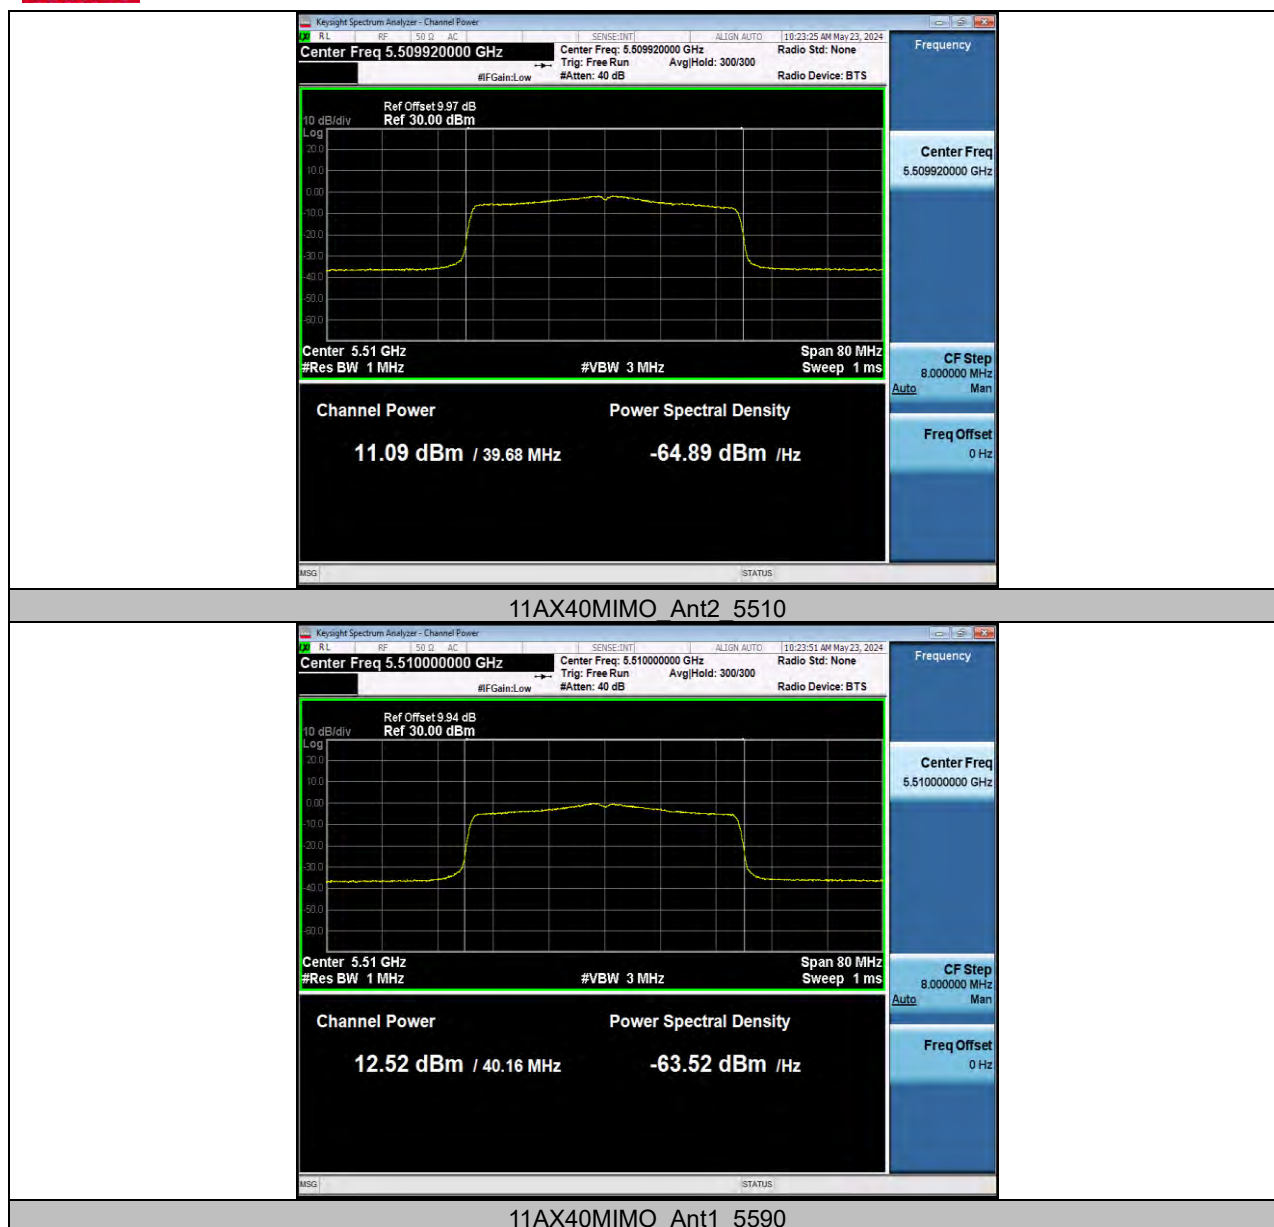 Keysight Spectrum Analyzer - Channel Power
RL RF 50 Ω AC SENSE:INT ALIGN AUTO 10:23:25 AM May 23, 2024
Center Freq 5.509920000 GHz
Center Freq: 5.509920000 GHz Radio Std: None
Trig: Free Run Avg|Hold: 300/300
#IFGain:Low #Atten: 40 dB Radio Device: BTS
Frequency
Ref Offset 9.97 dB
10 dB/div Ref 30.00 dBm
Log
20.0
10.0
0.00
-10.0
-20.0
-30.0
-40.0
-50.0
-60.0
Center Freq
5.509920000 GHz
Center 5.51 GHz Span 80 MHz
#Res BW 1 MHz #VBW 3 MHz Sweep 1 ms
CF Step
8.000000 MHz
Auto Man
Channel Power Power Spectral Density
11.09 dBm / 39.68 MHz -64.89 dBm /Hz
Freq Offset
0 Hz
MSG STATUS
11AX40MIMO_Ant2_5510
Keysight Spectrum Analyzer - Channel Power
RL RF 50 Ω AC SENSE:INT ALIGN AUTO 10:23:51 AM May 23, 2024
Center Freq 5.510000000 GHz
Center Freq: 5.510000000 GHz Radio Std: None
Trig: Free Run Avg|Hold: 300/300
#IFGain:Low #Atten: 40 dB Radio Device: BTS
Frequency
Ref Offset 9.94 dB
10 dB/div Ref 30.00 dBm
Log
20.0
10.0
0.00
-10.0
-20.0
-30.0
-40.0
-50.0
-60.0
Center Freq
5.510000000 GHz
Center 5.51 GHz Span 80 MHz
#Res BW 1 MHz #VBW 3 MHz Sweep 1 ms
CF Step
8.000000 MHz
Auto Man
Channel Power Power Spectral Density
12.52 dBm / 40.16 MHz -63.52 dBm /Hz
Freq Offset
0 Hz
MSG STATUS
11AX40MIMO_Ant1_5590